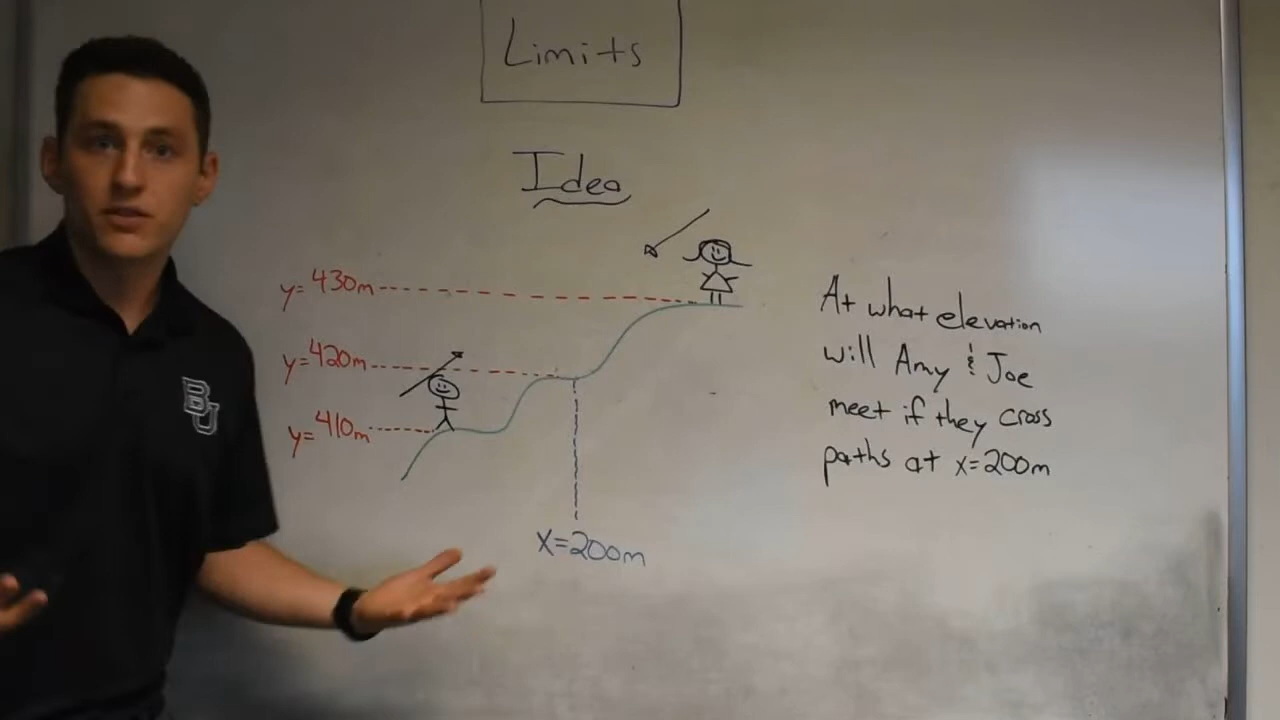 Limits
Idea
y=430m
y=420m
y=410m
x=200m
At what elevation
will Amy & Joe
meet if they cross
paths at x=200m
BU